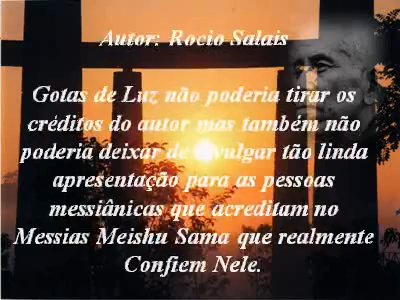 Autor: Rocio Salais
Gotas de Luz não poderia tirar os
créditos do autor mas também não
poderia deixar de divulgar tão linda
apresentação para as pessoas
messiânicas que acreditam no
Messias Meishu Sama que realmente
Confiem Nele.